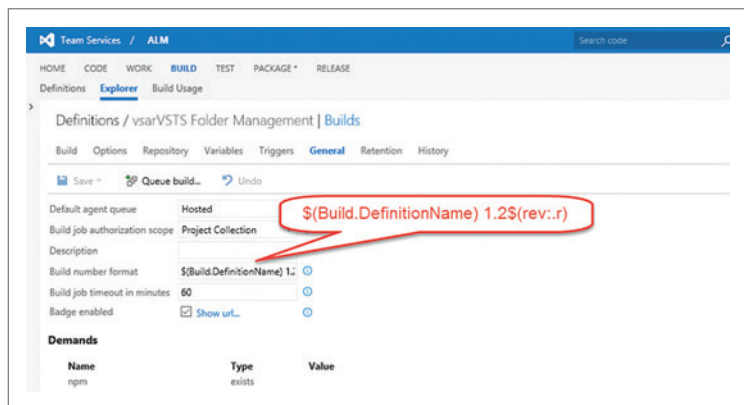 Team Services / ALM Search code
HOME CODE WORK BUILD TEST PACKAGE* RELEASE
Definitions Explorer Build Usage
>
Definitions / vsarVSTS Folder Management | Builds
Build Options Repository Variables Triggers General Retention History
Save Queue build... Undo
Default agent queue Hosted
$(Build.DefinitionName) 1.2$(rev:.r)
Build job authorization scope Project Collection
Description
Build number format $(Build.DefinitionName) 1.2
Build job timeout in minutes 60
Badge enabled Show url...
Demands
Name Type Value
npm exists